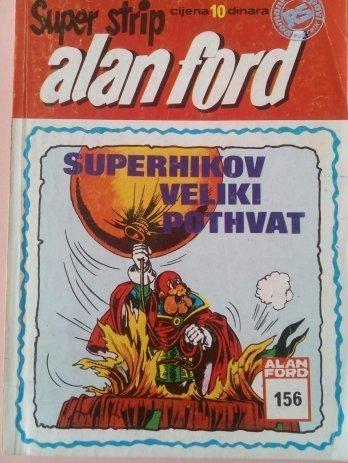 Super strip
cijena 10 dinara
alan ford
SUPERHIKOV
VELIKI
POTHVAT
ALAN
FORD
156